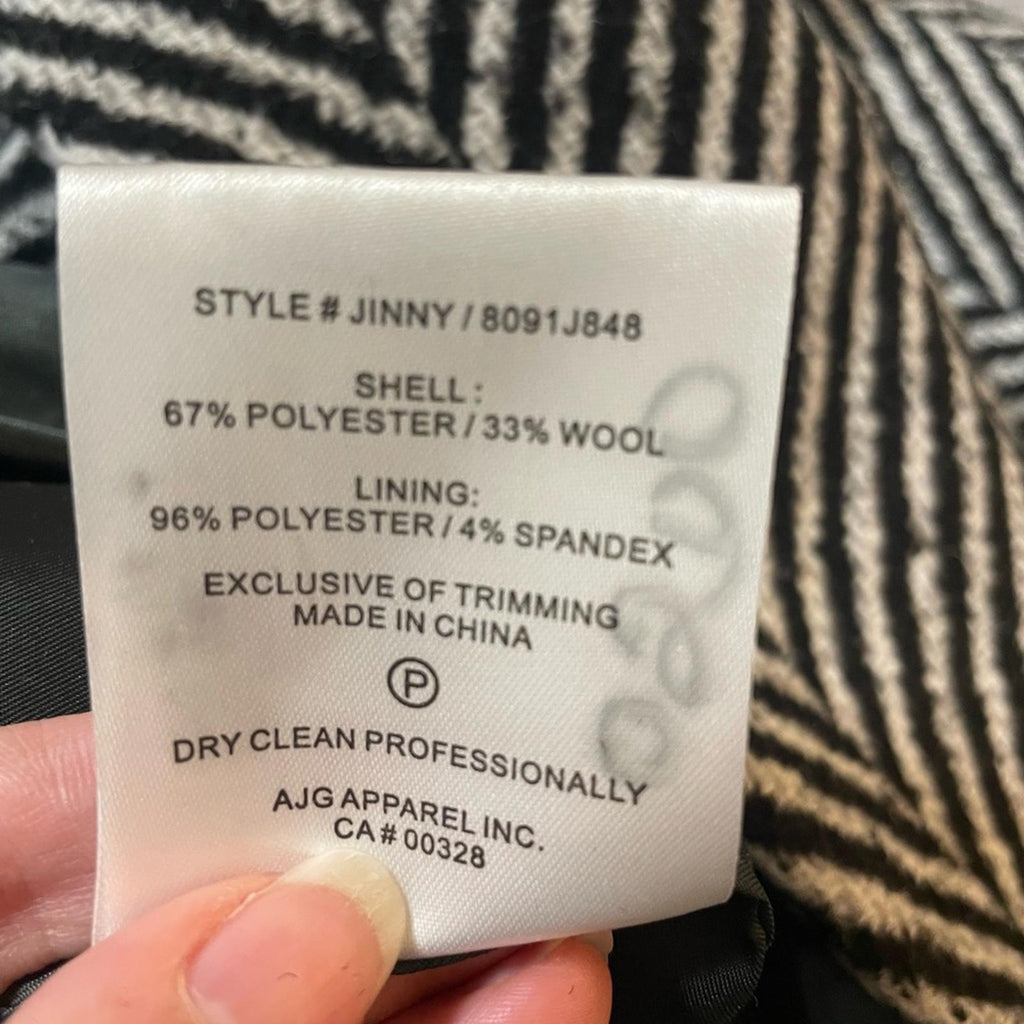 STYLE # JINNY / 8091J848
SHELL :
67% POLYESTER / 33% WOOL
LINING:
96% POLYESTER / 4% SPANDEX
EXCLUSIVE OF TRIMMING
MADE IN CHINA
P
DRY CLEAN PROFESSIONALLY
AJG APPAREL INC.
CA # 00328